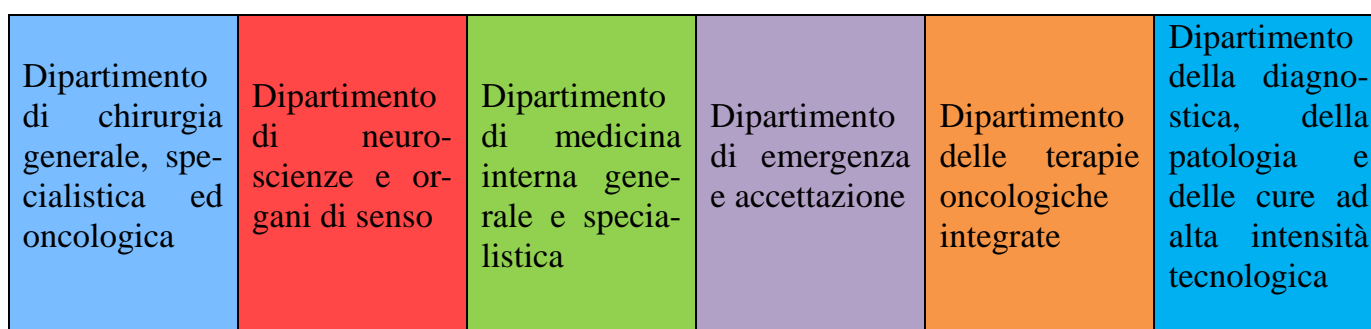 Dipartimento
di chirurgia
generale, spe-
cialistica ed
oncologica
Dipartimento
di neuro-
scienze e or-
gani di senso
Dipartimento
di medicina
interna gene-
rale e specia-
listica
Dipartimento
di emergenza
e accettazione
Dipartimento
delle terapie
oncologiche
integrate
Dipartimento
della diagno-
stica, della
patologia e
delle cure ad
alta intensità
tecnologica